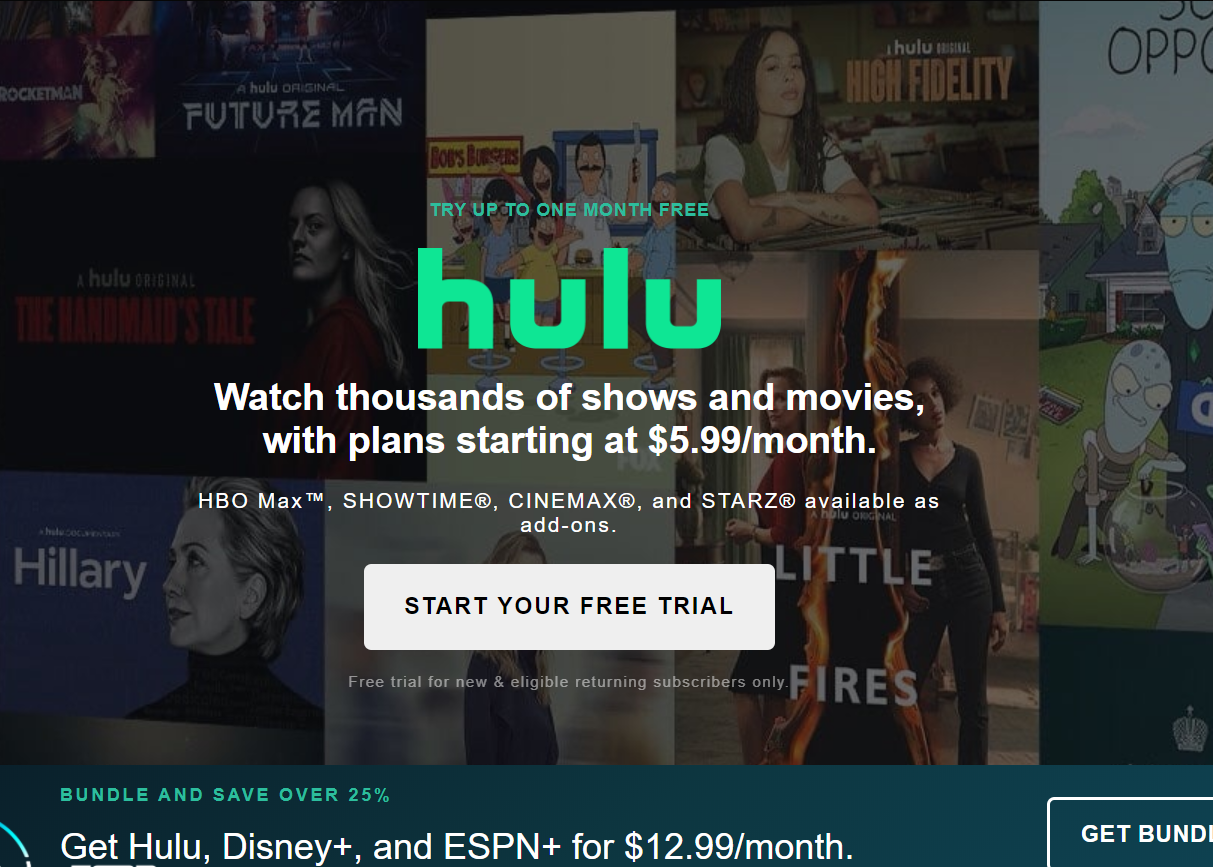 ROCKETMAN
A hulu ORIGINAL
FUTURE MAN
BOB'S BURGERS
hulu ORIGINAL
HIGH FIDELITY
OPPO
TRY UP TO ONE MONTH FREE
hulu
A hulu ORIGINAL
THE HANDMAID'S TALE
Watch thousands of shows and movies,
with plans starting at $5.99/month.
FOX
HBO Max™, SHOWTIME®, CINEMAX®, and STARZ® available as
add-ons.
A hulu ORIGINAL
LITTLE
FIRES
A hulu DOCUMENTARY
Hillary
START YOUR FREE TRIAL
Free trial for new & eligible returning subscribers only.
BUNDLE AND SAVE OVER 25%
Get Hulu, Disney+, and ESPN+ for $12.99/month.
GET BUNDL